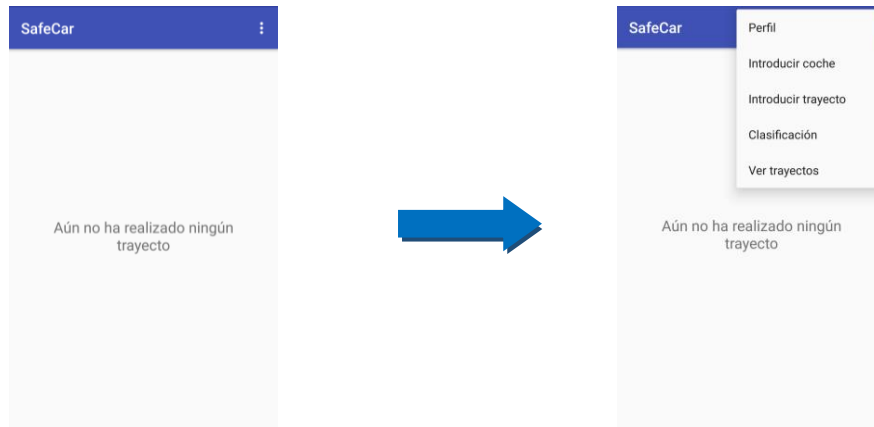 SafeCar
Aún no ha realizado ningún
trayecto
SafeCar
Perfil
Introducir coche
Introducir trayecto
Clasificación
Ver trayectos
Aún no ha realizado ningún
trayecto